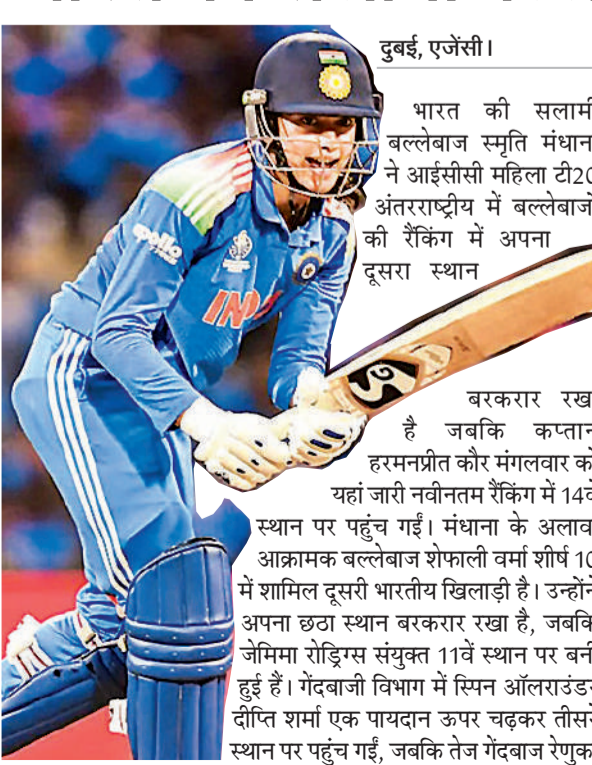 दुबई, एजेंसी।
भारत की सलामी
बल्लेबाज स्मृति मंधान
ने आईसीसी महिला टी20
अंतरराष्ट्रीय में बल्लेबाजो
की रैंकिंग में अपना
दूसरा स्थान
बरकरार रखा
है जबकि कप्तान
हरमनप्रीत कौर मंगलवार को
यहां जारी नवीनतम रैंकिंग में 14वे
स्थान पर पहुंच गईं। मंधाना के अलाव
आक्रामक बल्लेबाज शेफाली वर्मा शीर्ष 10
में शामिल दूसरी भारतीय खिलाड़ी है। उन्होंने
अपना छठा स्थान बरकरार रखा है, जबकि
जेमिमा रोड्रिग्स संयुक्त 11वें स्थान पर बनी
हुई हैं। गेंदबाजी विभाग में स्पिन ऑलराउंडर
दीप्ति शर्मा एक पायदान ऊपर चढ़कर तीसरे
स्थान पर पहुंच गईं, जबकि तेज गेंदबाज रेणुक
apollo
IND